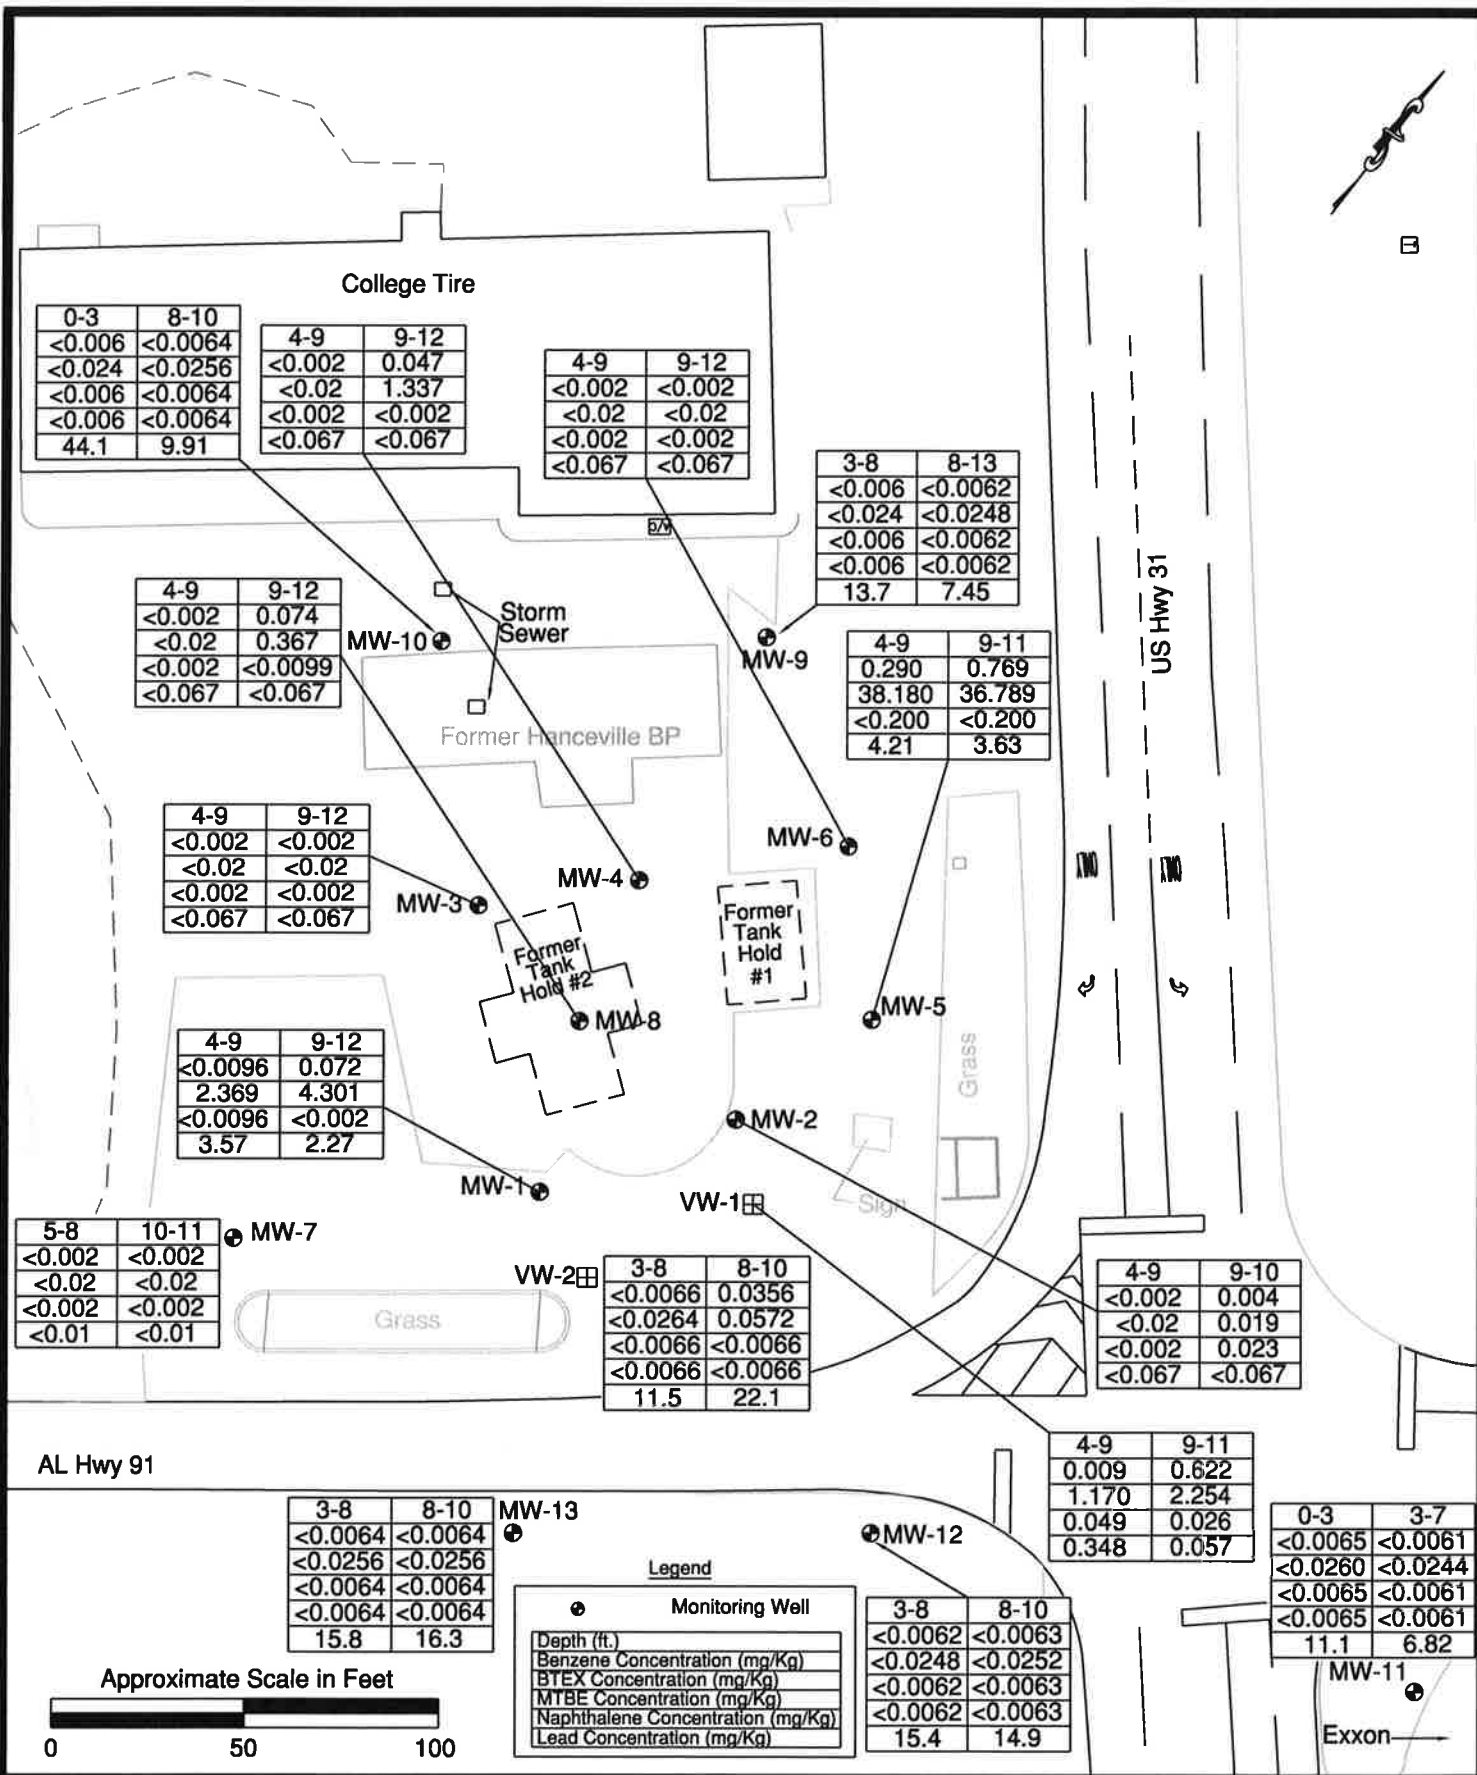 College Tire
0-3 8-10
<0.006 <0.0064
<0.024 <0.0256
<0.006 <0.0064
<0.006 <0.0064
44.1 9.91
4-9 9-12
<0.002 0.047
<0.02 1.337
<0.002 <0.002
<0.067 <0.067
4-9 9-12
<0.002 <0.002
<0.02 <0.02
<0.002 <0.002
<0.067 <0.067
3-8 8-13
<0.006 <0.0062
<0.024 <0.0248
<0.006 <0.0062
<0.006 <0.0062
13.7 7.45
US Hwy 31
4-9 9-12
<0.002 0.074
<0.02 0.367
<0.002 <0.0099
<0.067 <0.067
Storm
Sewer
MW-10
MW-9
4-9 9-11
0.290 0.769
38.180 36.789
<0.200 <0.200
4.21 3.63
Former Hanceville BP
4-9 9-12
<0.002 <0.002
<0.02 <0.02
<0.002 <0.002
<0.067 <0.067
MW-6
MW-4
MW-3
ONLY
ONLY
Former
Tank
Hold
#1
Former
Tank
Hold #2
MW-8
MW-5
Grass
4-9 9-12
<0.0096 0.072
2.369 4.301
<0.0096 <0.002
3.57 2.27
MW-2
MW-1
VW-1
Sign
5-8 10-11
<0.002 <0.002
<0.02 <0.02
<0.002 <0.002
<0.01 <0.01
MW-7
VW-2
Grass
3-8 8-10
<0.0066 0.0356
<0.0264 0.0572
<0.0066 <0.0066
<0.0066 <0.0066
11.5 22.1
4-9 9-10
<0.002 0.004
<0.02 0.019
<0.002 0.023
<0.067 <0.067
AL Hwy 91
4-9 9-11
0.009 0.622
1.170 2.254
0.049 0.026
0.348 0.057
3-8 8-10
<0.0064 <0.0064
<0.0256 <0.0256
<0.0064 <0.0064
<0.0064 <0.0064
15.8 16.3
MW-13
MW-12
0-3 3-7
<0.0065 <0.0061
<0.0260 <0.0244
<0.0065 <0.0061
<0.0065 <0.0061
11.1 6.82
MW-11
Exxon
3-8 8-10
<0.0062 <0.0063
<0.0248 <0.0252
<0.0062 <0.0063
<0.0062 <0.0063
15.4 14.9
Legend
Monitoring Well
Depth (ft.)
Benzene Concentration (mg/Kg)
BTEX Concentration (mg/Kg)
MTBE Concentration (mg/Kg)
Naphthalene Concentration (mg/Kg)
Lead Concentration (mg/Kg)
Approximate Scale in Feet
0 50 100